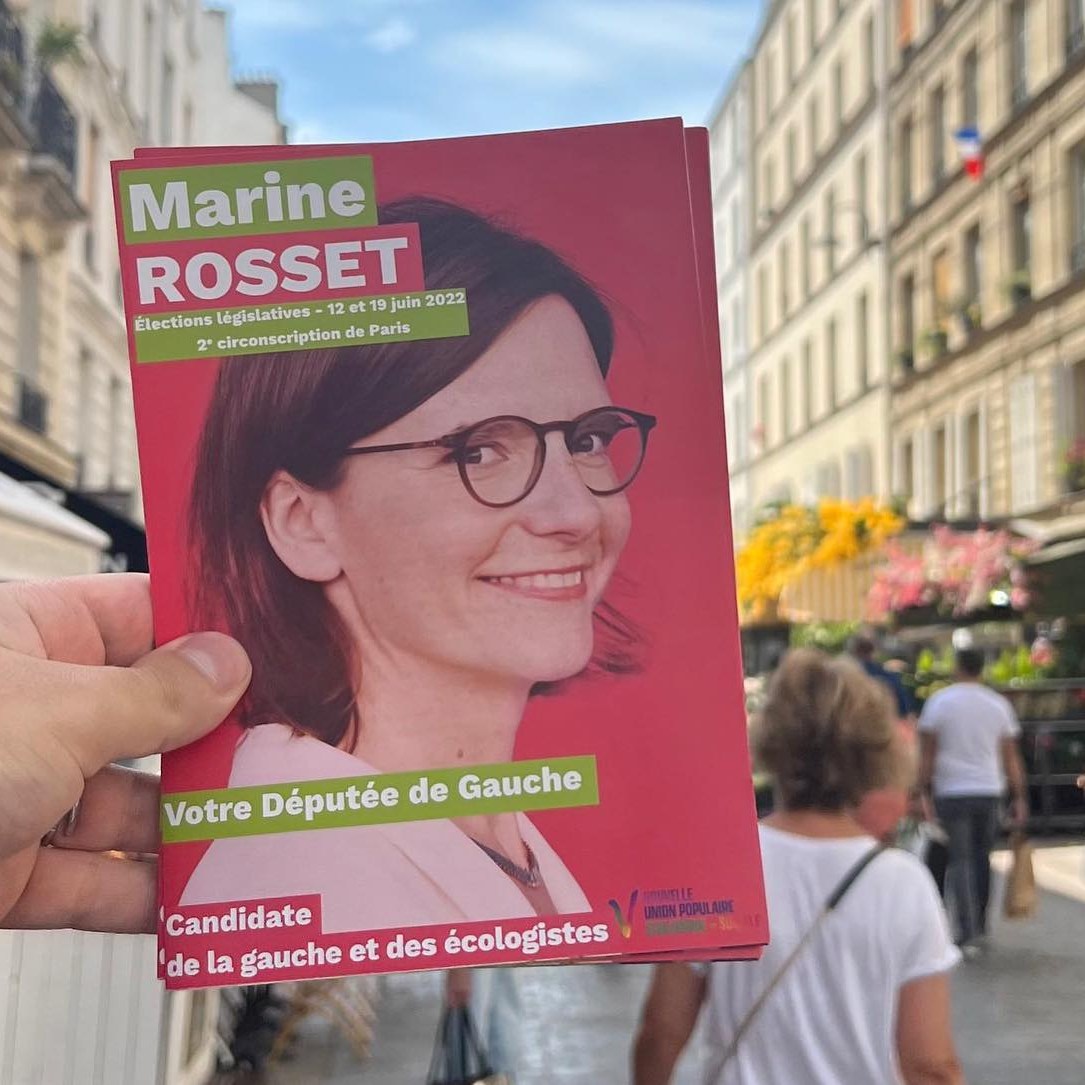 Marine
ROSSET
Élections législatives - 12 et 19 juin 2022
2e circonscription de Paris
Votre Députée de Gauche
Candidate
de la gauche et des écologistes
NOUVELLE
UNION POPULAIRE